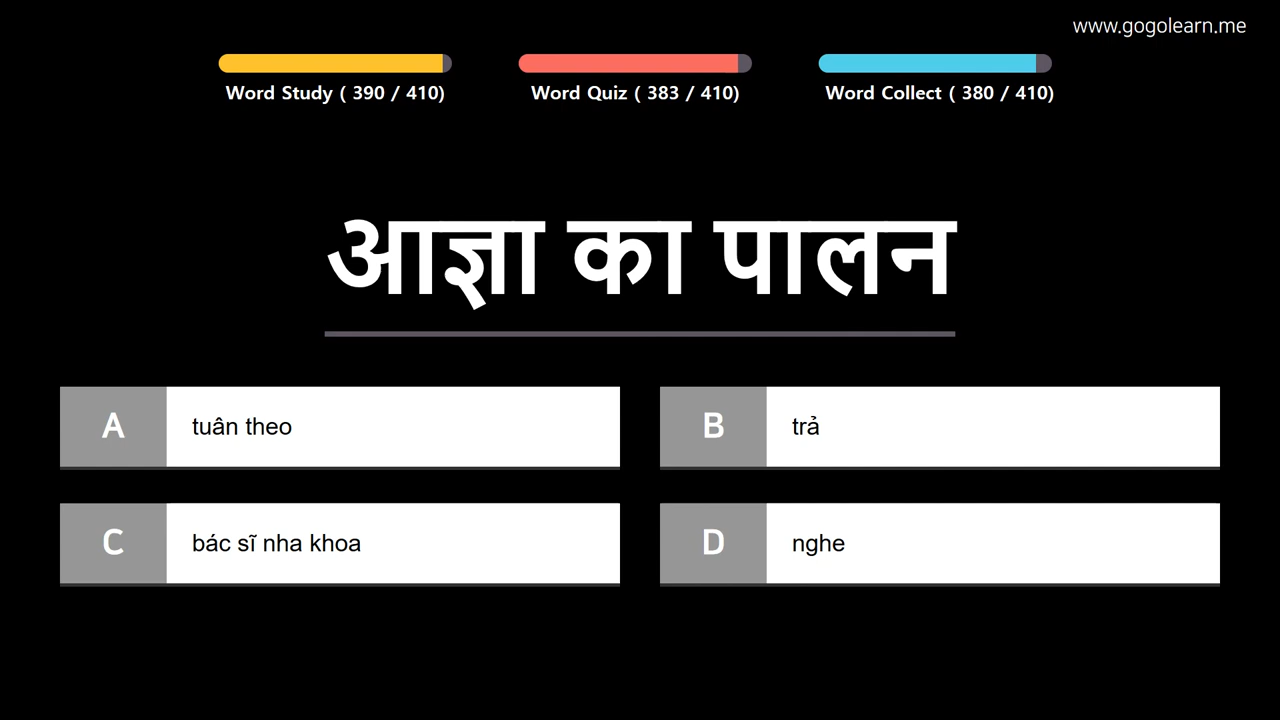 www.gogolearn.me
Word Study ( 390 / 410)
Word Quiz ( 383 / 410)
Word Collect ( 380 / 410)
आज्ञा का पालन
A tuân theo
B trả
C bác sĩ nha khoa
D nghe